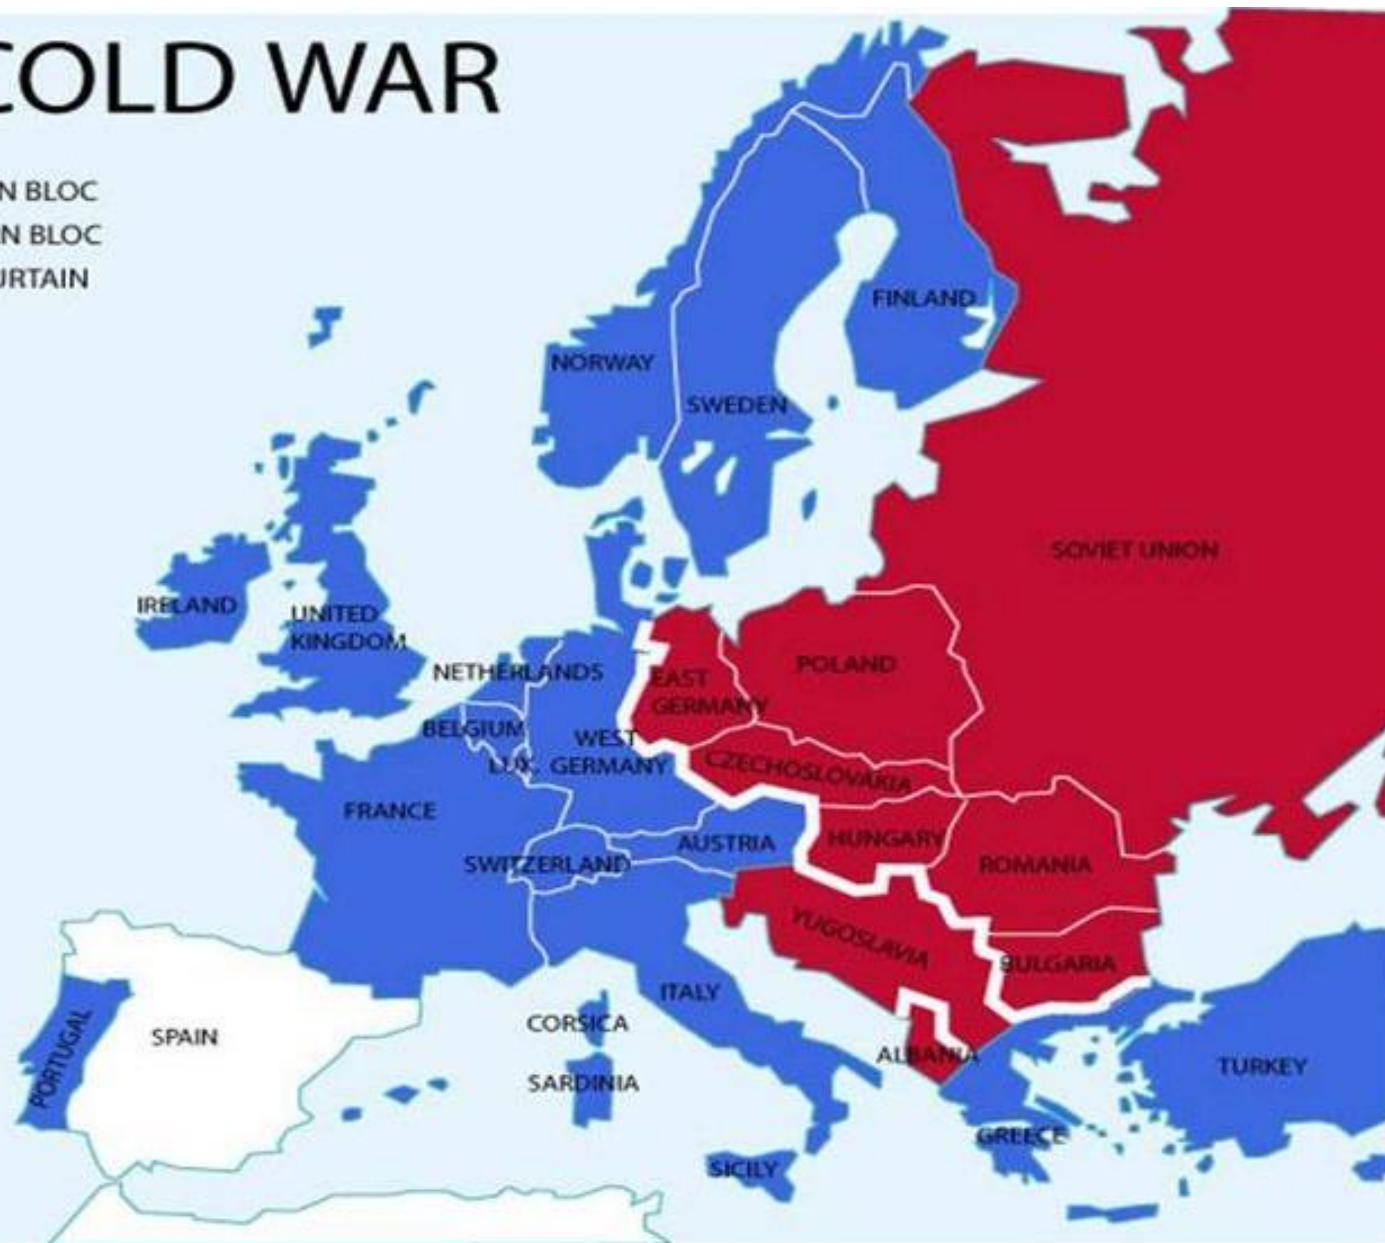 COLD WAR
N BLOC
N BLOC
URTAIN
FINLAND
NORWAY
SWEDEN
SOVIET UNION
IRELAND
UNITED
KINGDOM
NETHERLANDS
EAST
GERMANY
POLAND
BELGIUM
WEST
LUX. GERMANY
CZECHOSLOVAKIA
FRANCE
AUSTRIA
HUNGARY
SWITZERLAND
ROMANIA
YUGOSLAVIA
BULGARIA
ITALY
PORTUGAL
SPAIN
CORSICA
ALBANIA
TURKEY
SARDINIA
GREECE
SICILY